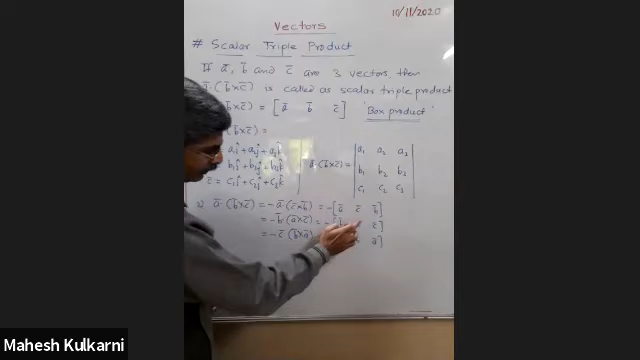 10/11/2020
Vectors
# Scalar Triple Product
If a̅, b̅ and c̅ are 3 vectors, then
a̅·(b̅×c̅) is called as scalar triple product
(b̅×c̅) = [a̅ b̅ c̅] "Box product"
(b̅×c̅) =
a₁î + a₂ĵ + a₃k̂
b₁î + b₂ĵ + b₃k̂
c̅ = c₁î + c₂ĵ + c₃k̂
a̅·(b̅×c̅) = | a₁ a₂ a₃ |
| b₁ b₂ b₃ |
| c₁ c₂ c₃ |
a̅·(b̅×c̅) = -a̅·(c̅×b̅) = -[a̅ c̅ b̅]
= -b̅·(a̅×c̅) = -[b̅ c̅]
= -c̅·(b̅×a̅) a̅]
Mahesh Kulkarni